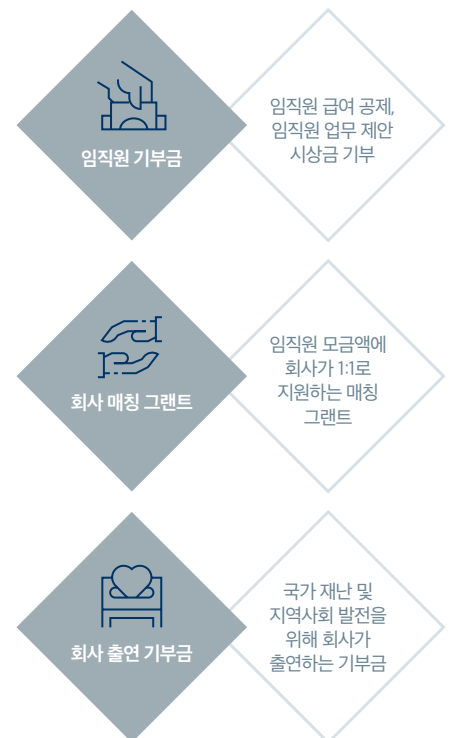 임직원 기부금
임직원 급여 공제,
임직원 업무 제안
시상금 기부
회사 매칭 그랜트
임직원 모금액에
회사가 1:1로
지원하는 매칭
그랜트
회사 출연 기부금
국가 재난 및
지역사회 발전을
위해 회사가
출연하는 기부금